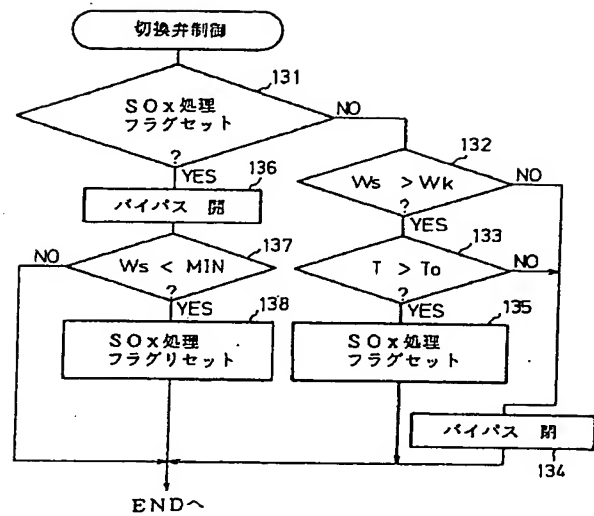 切換弁制御
131
SOx処理
フラグセット
?
NO
YES
136
132
バイパス 開
Ws > Wk
?
NO
YES
137
133
NO
Ws < MIN
?
YES
T > To
?
NO
YES
138
135
SOx処理
フラグリセット
SOx処理
フラグセット
バイパス 閉
134
ENDへ